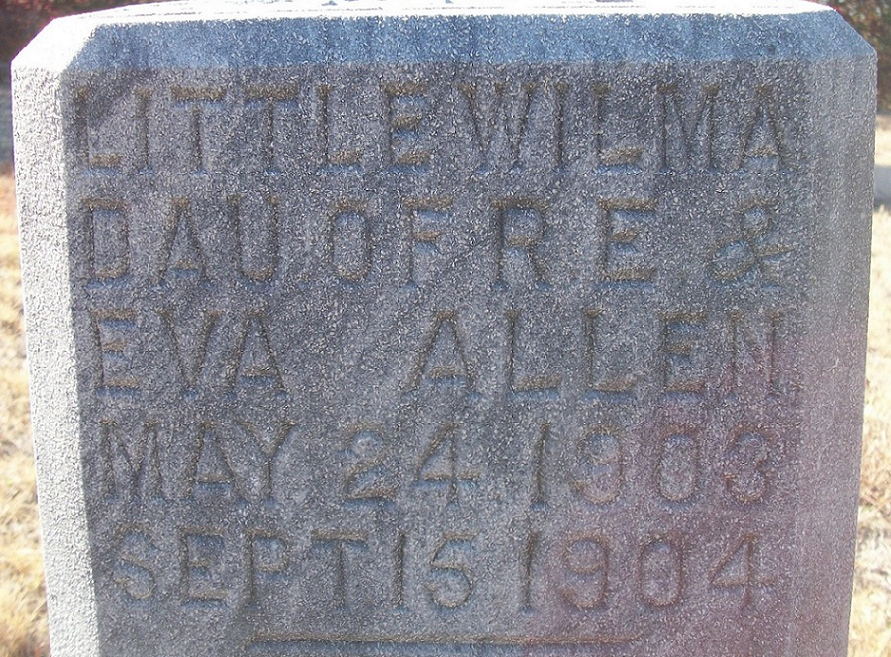 LITTLE WILMA
DAU. OF R E &
EVA ALLEN
MAY 24 1903
SEPT 15 1904